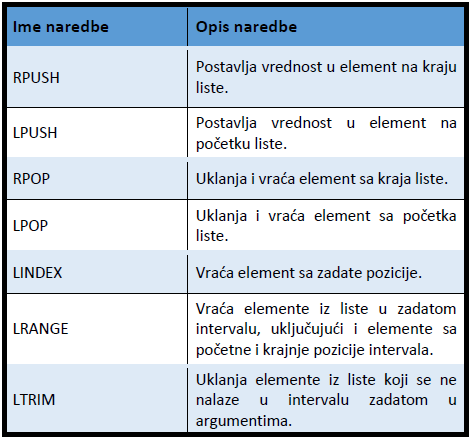 Ime naredbe Opis naredbe
RPUSH Postavlja vrednost u element na kraju
liste.
LPUSH Postavlja vrednost u element na
početku liste.
RPOP Uklanja i vraća element sa kraja liste.
LPOP Uklanja i vraća element sa početka
liste.
LINDEX Vraća element sa zadate pozicije.
LRANGE Vraća elemente iz liste u zadatom
intervalu, uključujući i elemente sa
početne i krajnje pozicije intervala.
LTRIM Uklanja elemente iz liste koji se ne
nalaze u intervalu zadatom u
argumentima.